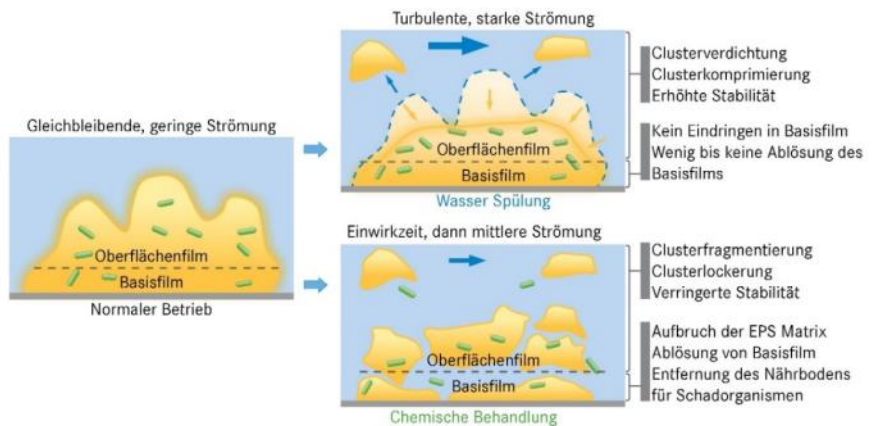 Turbulente, starke Strömung
Clusterverdichtung
Clusterkomprimierung
Erhöhte Stabilität
Gleichbleibende, geringe Strömung
Kein Eindringen in Basisfilm
Wenig bis keine Ablösung des
Basisfilms
Oberflächenfilm
Basisfilm
Wasser Spülung
Oberflächenfilm
Basisfilm
Normaler Betrieb
Einwirkzeit, dann mittlere Strömung
Clusterfragmentierung
Clusterlockerung
Verringerte Stabilität
Aufbruch der EPS Matrix
Ablösung von Basisfilm
Entfernung des Nährbodens
für Schadorganismen
Oberflächenfilm
Basisfilm
Chemische Behandlung